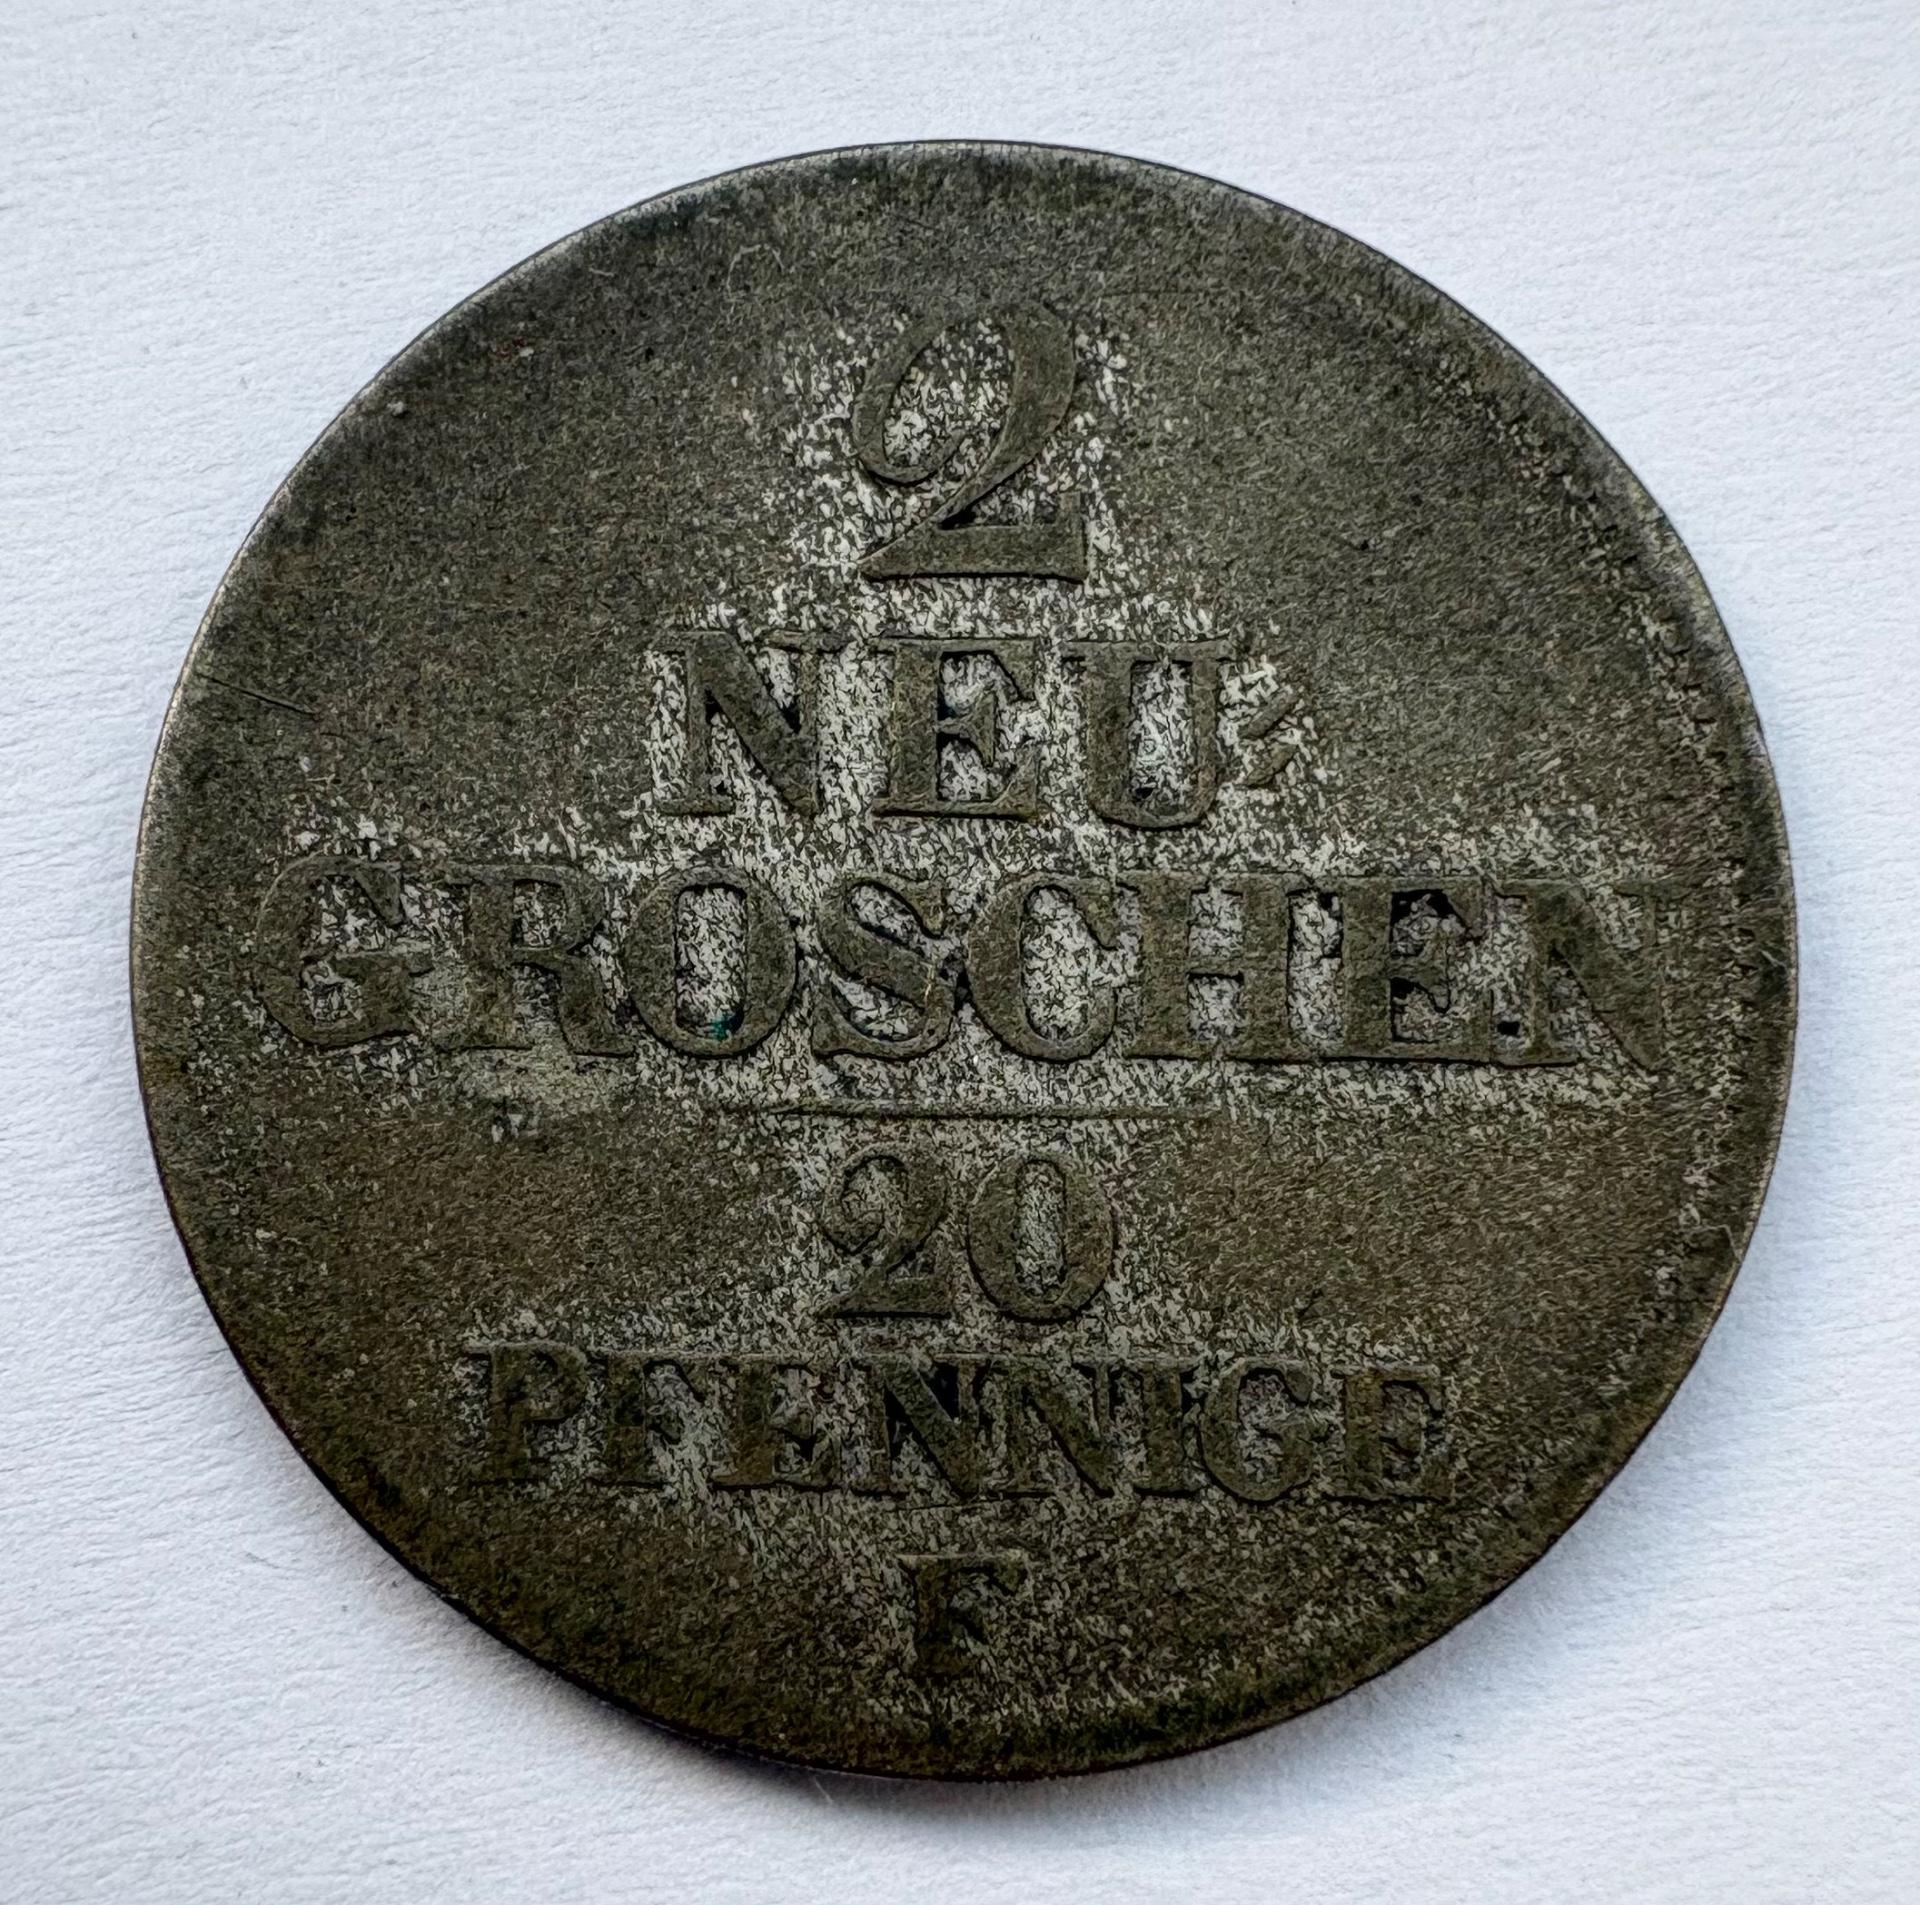 2
NEU-
GROSCHEN
20
PFENNIGE
F